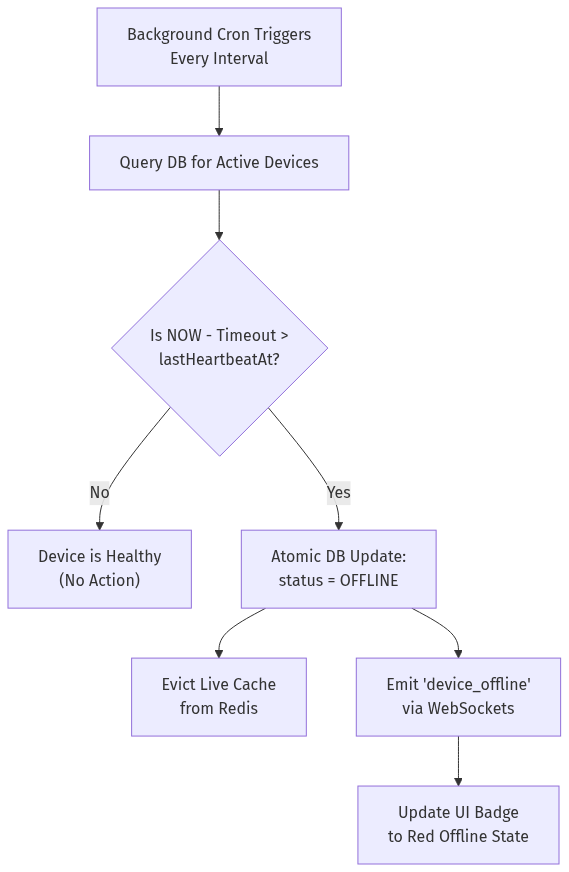 Background Cron Triggers
Every Interval
Query DB for Active Devices
Is NOW - Timeout >
lastHeartbeatAt?
No
Yes
Device is Healthy
(No Action)
Atomic DB Update:
status = OFFLINE
Evict Live Cache
from Redis
Emit 'device_offline'
via WebSockets
Update UI Badge
to Red Offline State